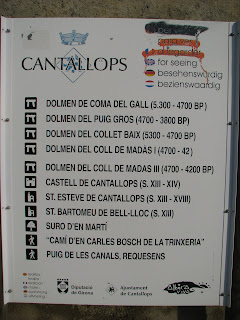 CANTALLOPS
for seeing
besehenswürdig
bezienswaardig
DOLMEN DE COMA DEL GALL (5.300 - 4700 BP)
DOLMEN DEL PUIG GROS (4700 - 3800 BP)
DOLMEN DEL COLLET BAIX (5300 - 4700 BP)
DOLMEN DEL COLL DE MADAS I (4700 - 42)
DOLMEN DEL COLL DE MADAS III (4700 - 4200 BP)
CASTELL DE CANTALLOPS (S. XIII - XIV)
ST. ESTEVE DE CANTALLOPS (S. XIII - XVIII)
ST. BARTOMEU DE BELL-LLOC (S. XIII)
SURO D'EN MARTÍ
"CAMÍ D'EN CARLES BOSCH DE LA TRINXERIA"
PUIG DE LES CANALS, REQUESENS
Diputació
de Girona
Ajuntament
de Cantallops
Albera